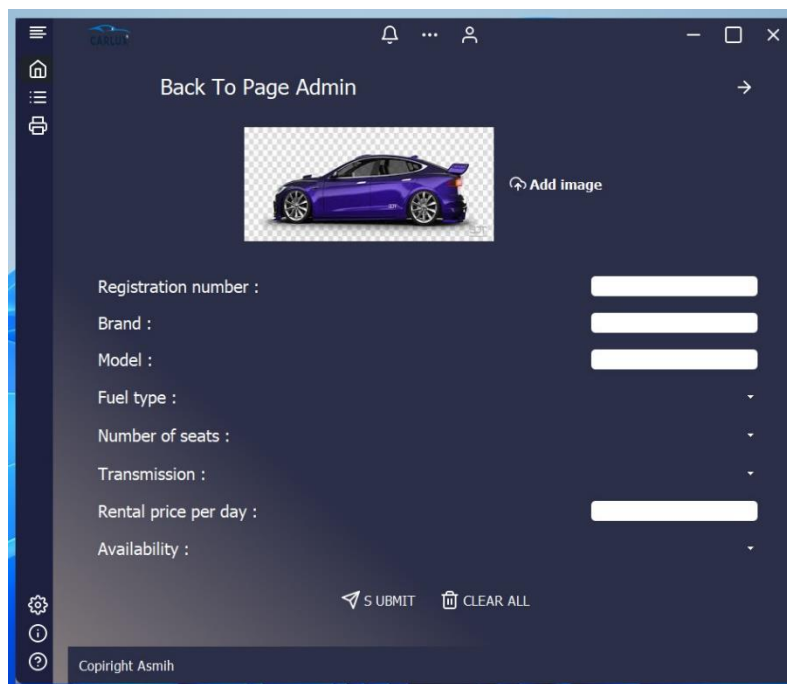 CARLUX
Back To Page Admin
Add image
Registration number :
Brand :
Model :
Fuel type :
Number of seats :
Transmission :
Rental price per day :
Availability :
S UBMIT CLEAR ALL
Copiright Asmih